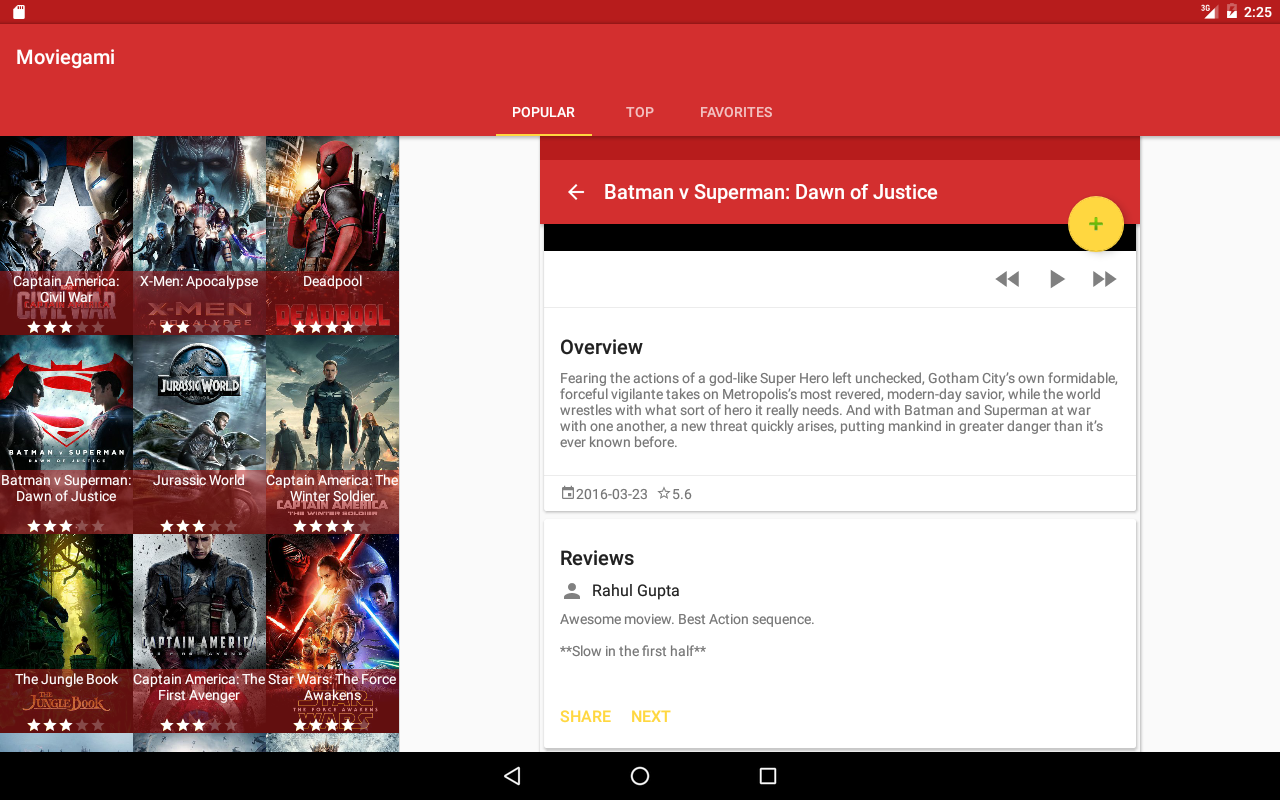 3G 2:25
Moviegami
POPULAR TOP FAVORITES
Captain America:
Civil War
CIVIL WAR
X-Men: Apocalypse
X-MEN
APOCALYPSE
Deadpool
DEADPOOL
BATMAN V SUPERMAN
DAWN OF JUSTICE
Batman v Superman:
Dawn of Justice
JURASSIC WORLD
Jurassic World
Captain America: The
Winter Soldier
CAPTAIN AMERICA
THE WINTER SOLDIER
The Jungle Book
THE
JUNGLE BOOK
CAPTAIN AMERICA
THE FIRST AVENGER
Captain America: The
First Avenger
Star Wars: The Force
Awakens
STAR
THE FORCE AWAKENS
WARS
Batman v Superman: Dawn of Justice
Overview
Fearing the actions of a god-like Super Hero left unchecked, Gotham City’s own formidable,
forceful vigilante takes on Metropolis’s most revered, modern-day savior, while the world
wrestles with what sort of hero it really needs. And with Batman and Superman at war
with one another, a new threat quickly arises, putting mankind in greater danger than it’s
ever known before.
2016-03-23 5.6
Reviews
Rahul Gupta
Awesome moview. Best Action sequence.
**Slow in the first half**
SHARE NEXT